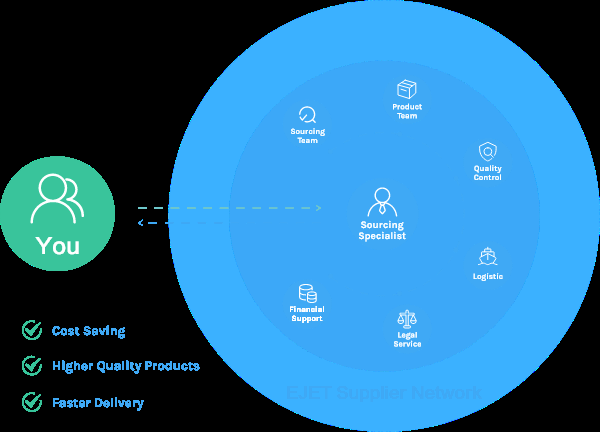 Product
Team
Sourcing
Team
Quality
Control
You
Sourcing
Specialist
Logistic
Financial
Support
Legal
Service
Cost Saving
Higher Quality Products
Faster Delivery
EJET Supplier Network